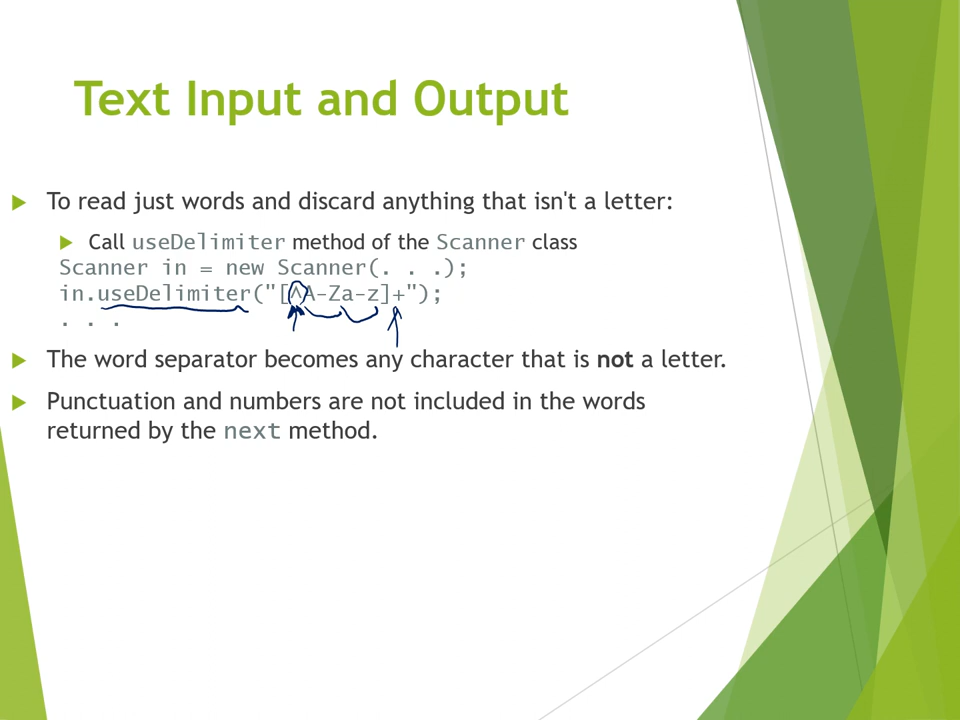 Text Input and Output
To read just words and discard anything that isn't a letter:
Call useDelimiter method of the Scanner class
Scanner in = new Scanner(. . .);
in.useDelimiter("[^A-Za-z]+");
. . .
The word separator becomes any character that is not a letter.
Punctuation and numbers are not included in the words
returned by the next method.